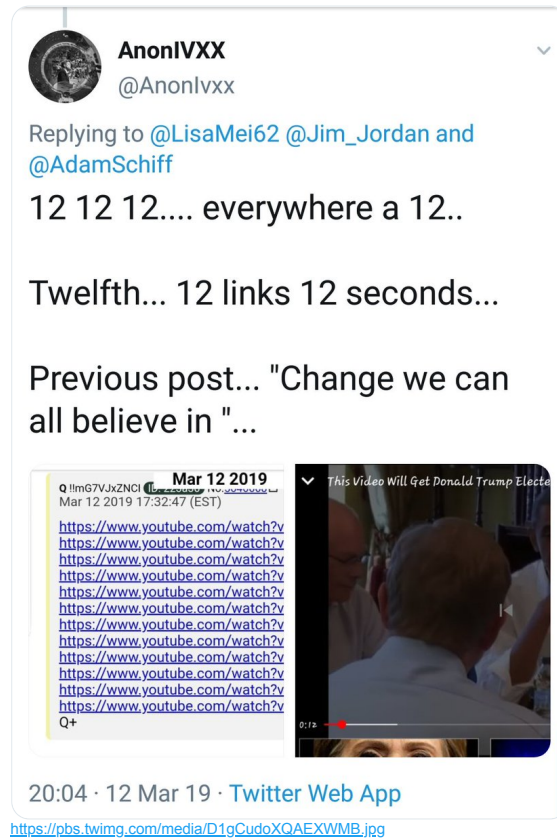 AnonIVXX
@AnonIvxx
Replying to @LisaMei62 @Jim_Jordan and
@AdamSchiff
12 12 12.... everywhere a 12..
Twelfth... 12 links 12 seconds...
Previous post... "Change we can
all believe in "...
Mar 12 2019
Q !!mG7VJxZNCI
Mar 12 2019 17:32:47 (EST)
https://www.youtube.com/watch?v
https://www.youtube.com/watch?v
https://www.youtube.com/watch?v
https://www.youtube.com/watch?v
https://www.youtube.com/watch?v
https://www.youtube.com/watch?v
https://www.youtube.com/watch?v
https://www.youtube.com/watch?v
https://www.youtube.com/watch?v
https://www.youtube.com/watch?v
https://www.youtube.com/watch?v
https://www.youtube.com/watch?v
Q+
This Video Will Get Donald Trump Electe
0:12
20:04 · 12 Mar 19 · Twitter Web App
https://pbs.twimg.com/media/D1gCudoXQAEXWMB.jpg